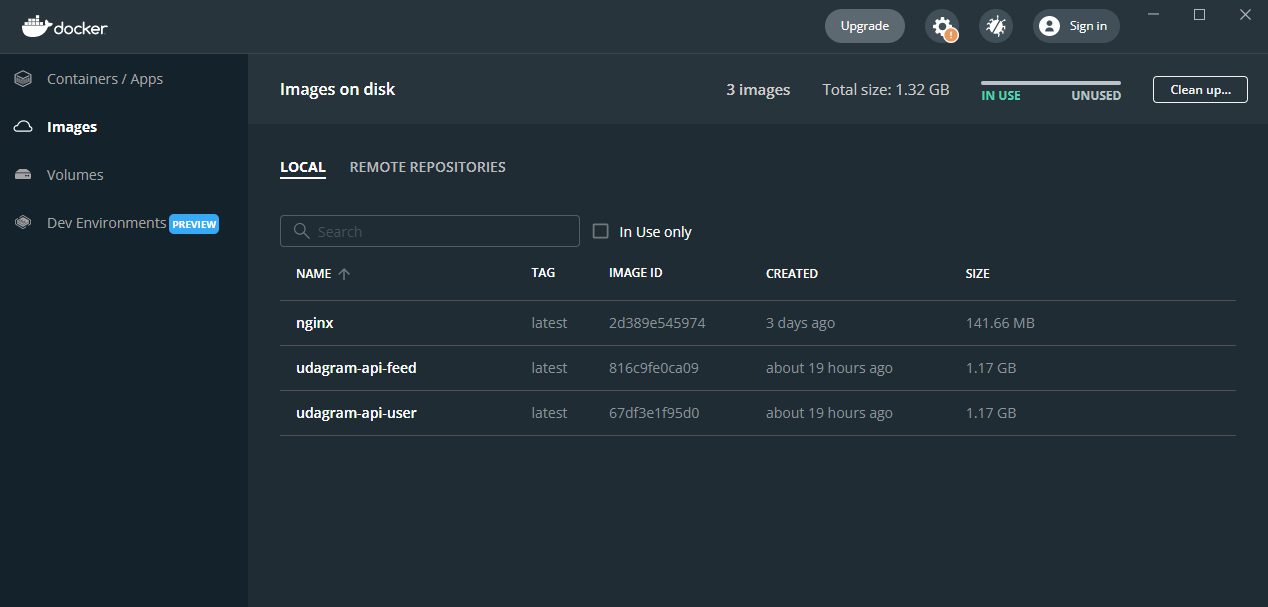 docker
Upgrade
!
Sign in
Containers / Apps
Images
Volumes
Dev Environments PREVIEW
Images on disk
3 images
Total size: 1.32 GB
IN USE UNUSED
Clean up...
LOCAL REMOTE REPOSITORIES
Search
In Use only
NAME TAG IMAGE ID CREATED SIZE
nginx latest 2d389e545974 3 days ago 141.66 MB
udagram-api-feed latest 816c9fe0ca09 about 19 hours ago 1.17 GB
udagram-api-user latest 67df3e1f95d0 about 19 hours ago 1.17 GB